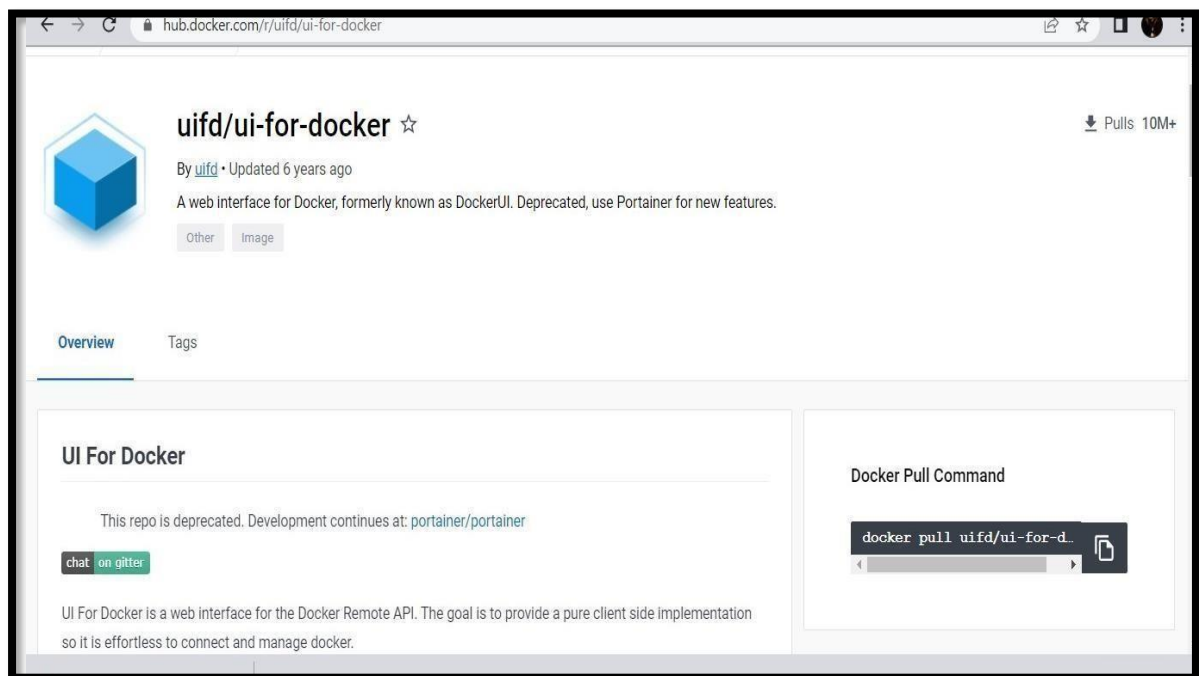 hub.docker.com/r/uifd/ui-for-docker
uifd/ui-for-docker
Pulls 10M+
By uifd • Updated 6 years ago
A web interface for Docker, formerly known as DockerUI. Deprecated, use Portainer for new features.
Other Image
Overview Tags
UI For Docker
This repo is deprecated. Development continues at: portainer/portainer
chat on gitter
UI For Docker is a web interface for the Docker Remote API. The goal is to provide a pure client side implementation
so it is effortless to connect and manage docker.
Docker Pull Command
docker pull uifd/ui-for-d…